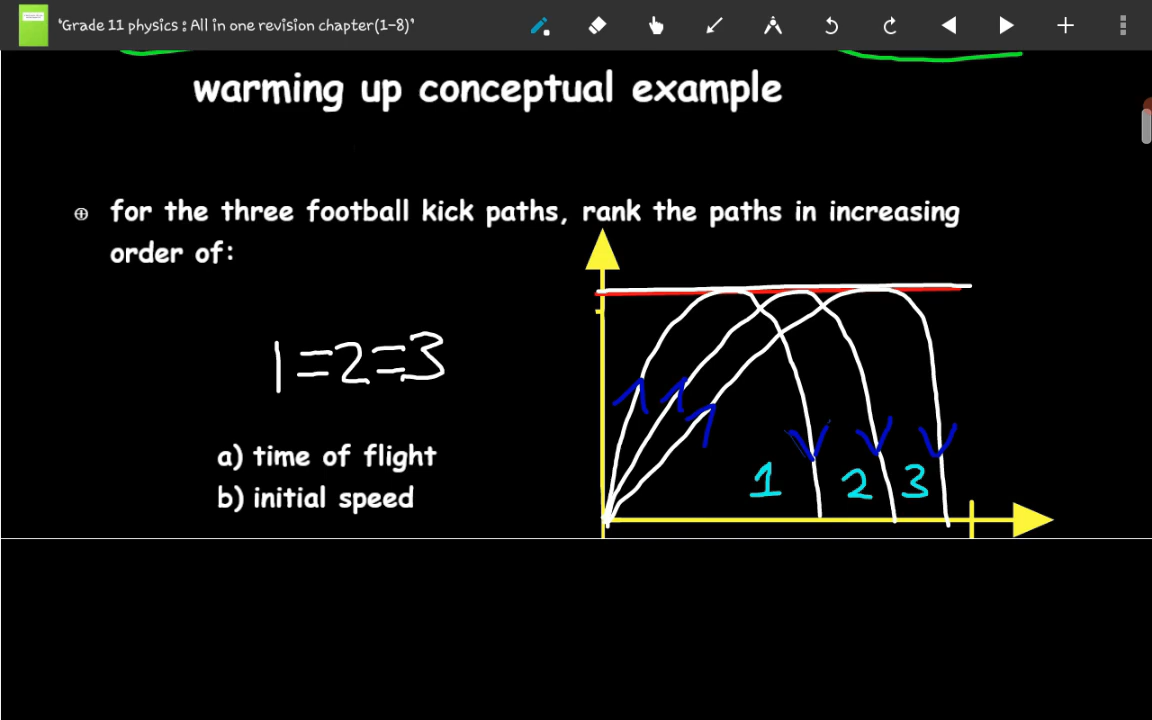 'Grade 11 physics : All in one revision chapter(1-8)'
warming up conceptual example
for the three football kick paths, rank the paths in increasing
order of:
1=2=3
a) time of flight
b) initial speed
1 2 3